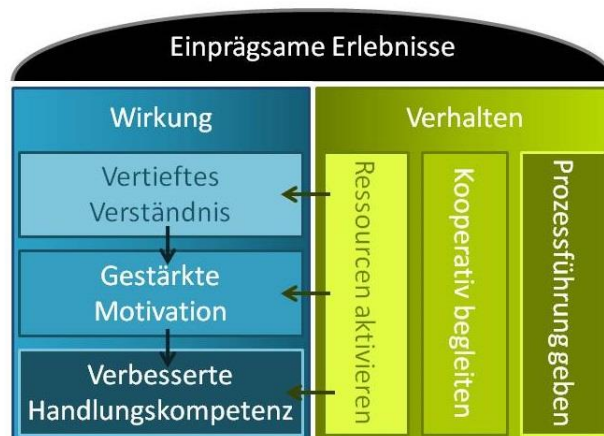 Einprägsame Erlebnisse
Wirkung
Vertieftes
Verständnis
Gestärkte
Motivation
Verbesserte
Handlungskompetenz
Verhalten
Ressourcen aktivieren
Kooperativ begleiten
Prozessführung geben